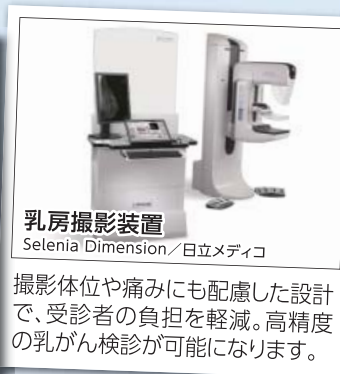 乳房撮影装置
Selenia Dimension／日立メディコ
撮影体位や痛みにも配慮した設計
で、受診者の負担を軽減。高精度
の乳がん検診が可能になります。